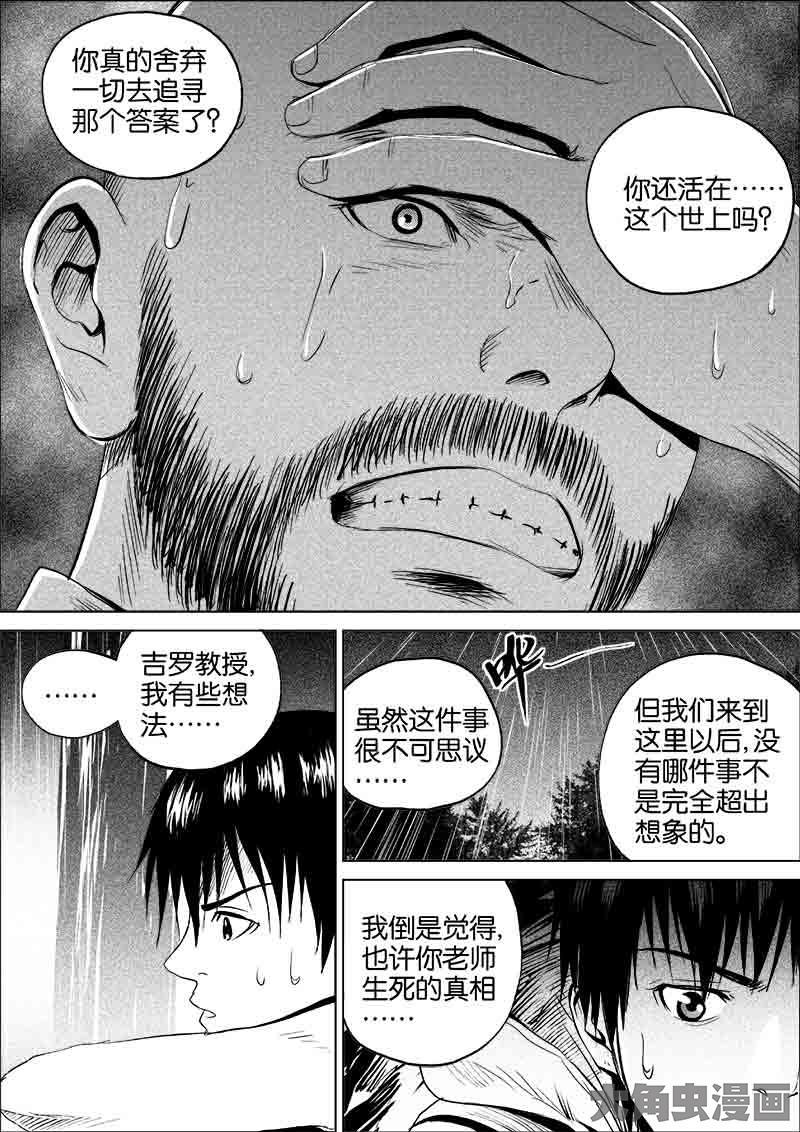 你真的舍弃
一切去追寻
那个答案了？
你还活在……
这个世上吗？
……
吉罗教授，
我有些想
法……
哗
虽然这件事
很不可思议
……
但我们来到
这里以后，没
有哪件事不
是完全超出
想象的。
我倒是觉得，
也许你老师
生死的真相
……
大角虫漫画